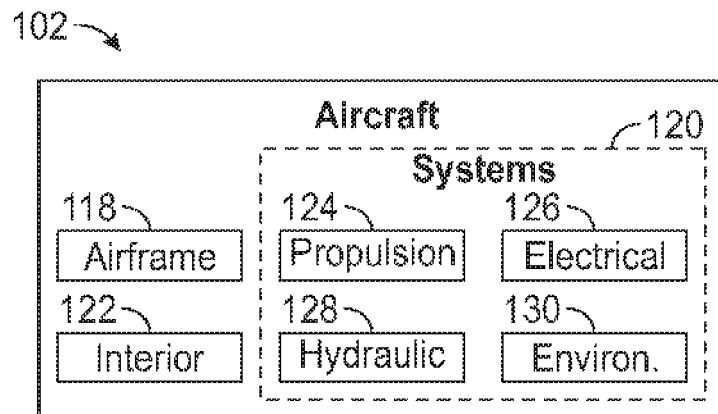 102
Aircraft
120
Systems
118 124 126
Airframe Propulsion Electrical
122 128 130
Interior Hydraulic Environ.